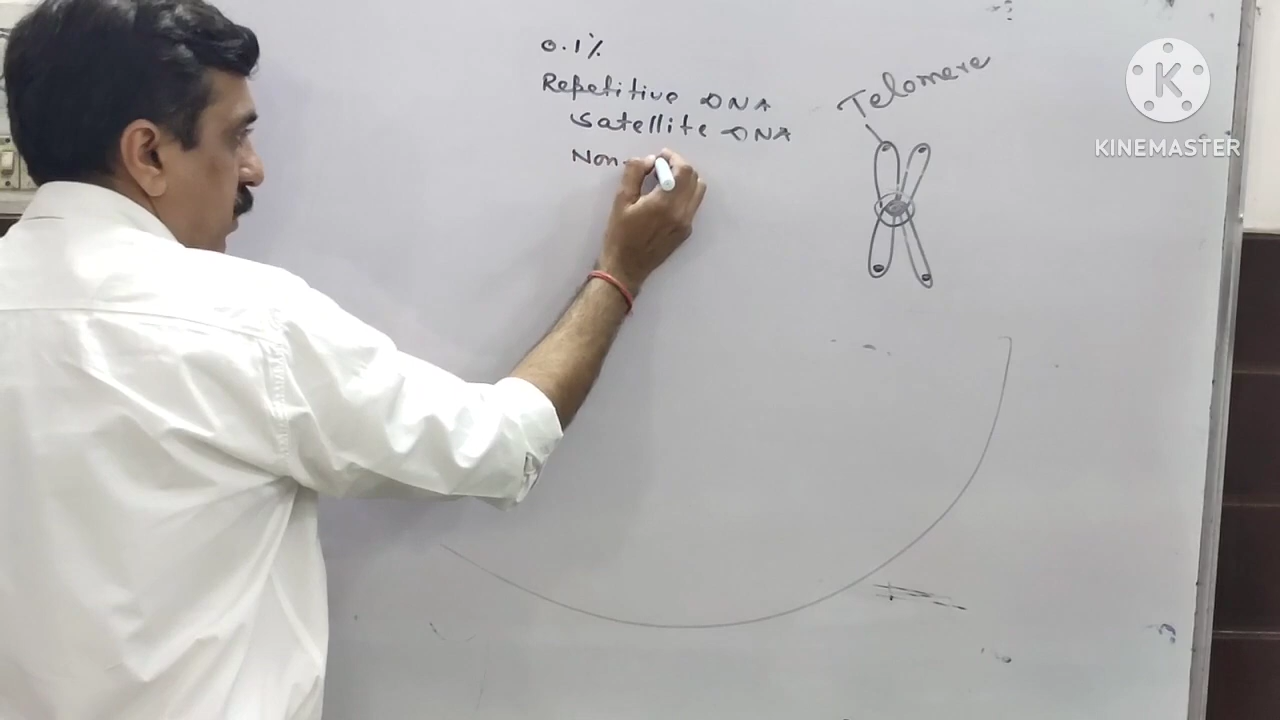 0.1%
Repetitive DNA
Satellite DNA
Non-
Telomere
K
KINEMASTER